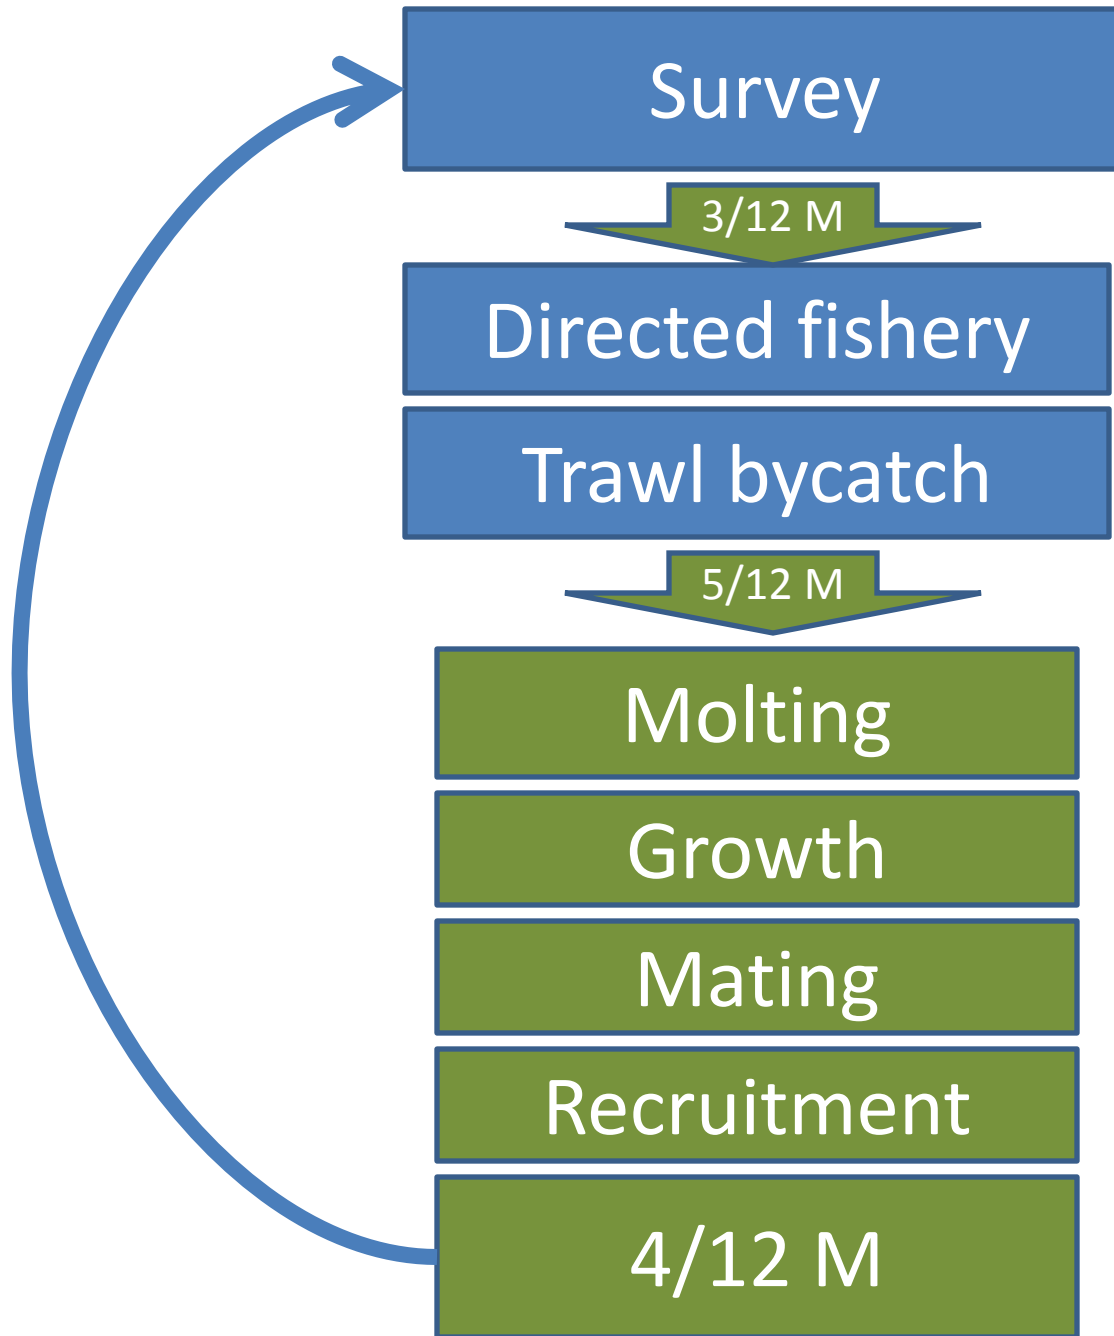 Survey
3/12 M
Directed fishery
Trawl bycatch
5/12 M
Molting
Growth
Mating
Recruitment
4/12 M